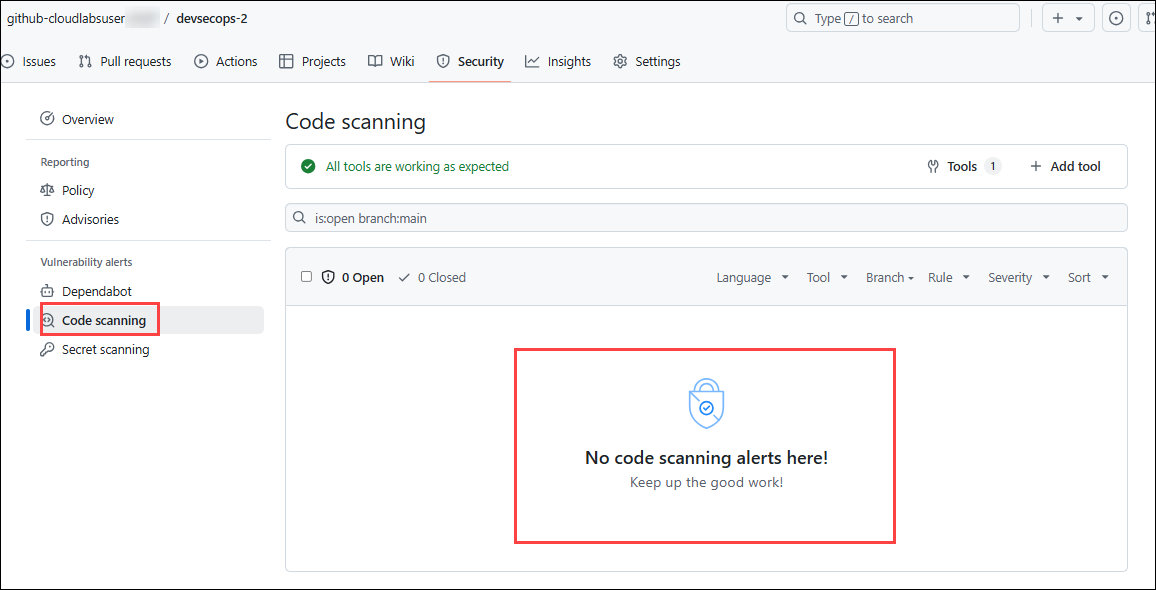 github-cloudlabsuser / devsecops-2
Type / to search
Issues Pull requests Actions Projects Wiki Security Insights Settings
Overview
Reporting
Policy
Advisories
Vulnerability alerts
Dependabot
Code scanning
Secret scanning
Code scanning
All tools are working as expected Tools 1 Add tool
is:open branch:main
0 Open 0 Closed Language Tool Branch Rule Severity Sort
No code scanning alerts here!
Keep up the good work!